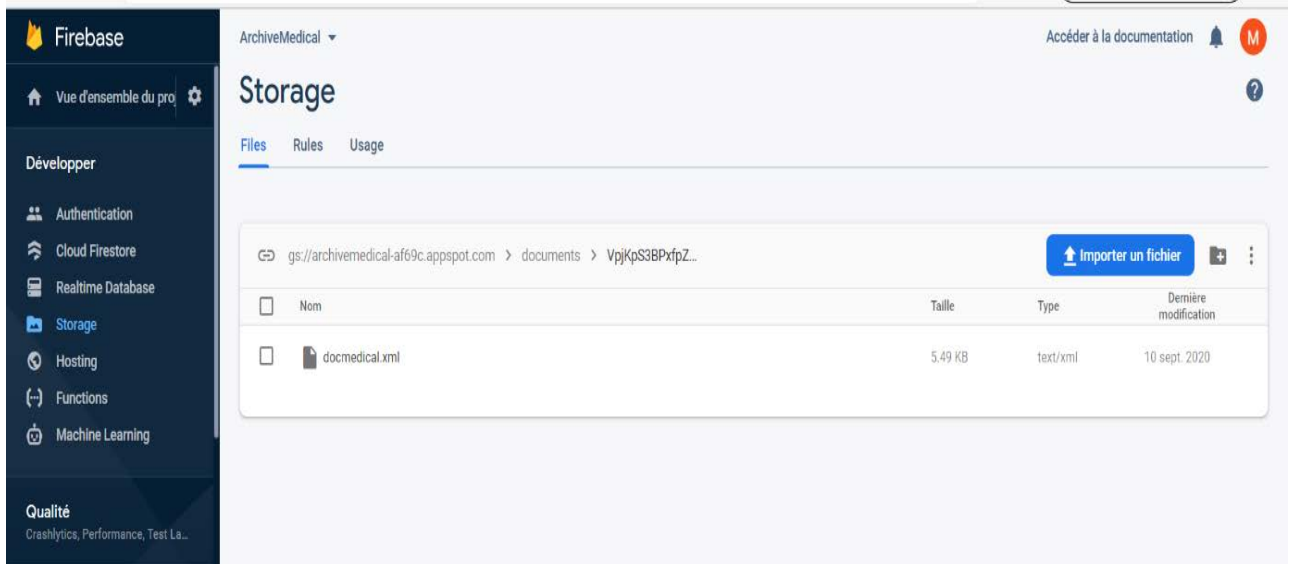 Firebase
Vue d'ensemble du proj
Développer
Authentication
Cloud Firestore
Realtime Database
Storage
Hosting
Functions
Machine Learning
Qualité
Crashlytics, Performance, Test La...
ArchiveMedical
Accéder à la documentation
M
Storage
?
Files Rules Usage
gs://archivemedical-af69c.appspot.com > documents > VpjKpS3BPxfpZ...
Importer un fichier
Nom Taille Type Dernière
modification
docmedical.xml 5.49 KB text/xml 10 sept. 2020